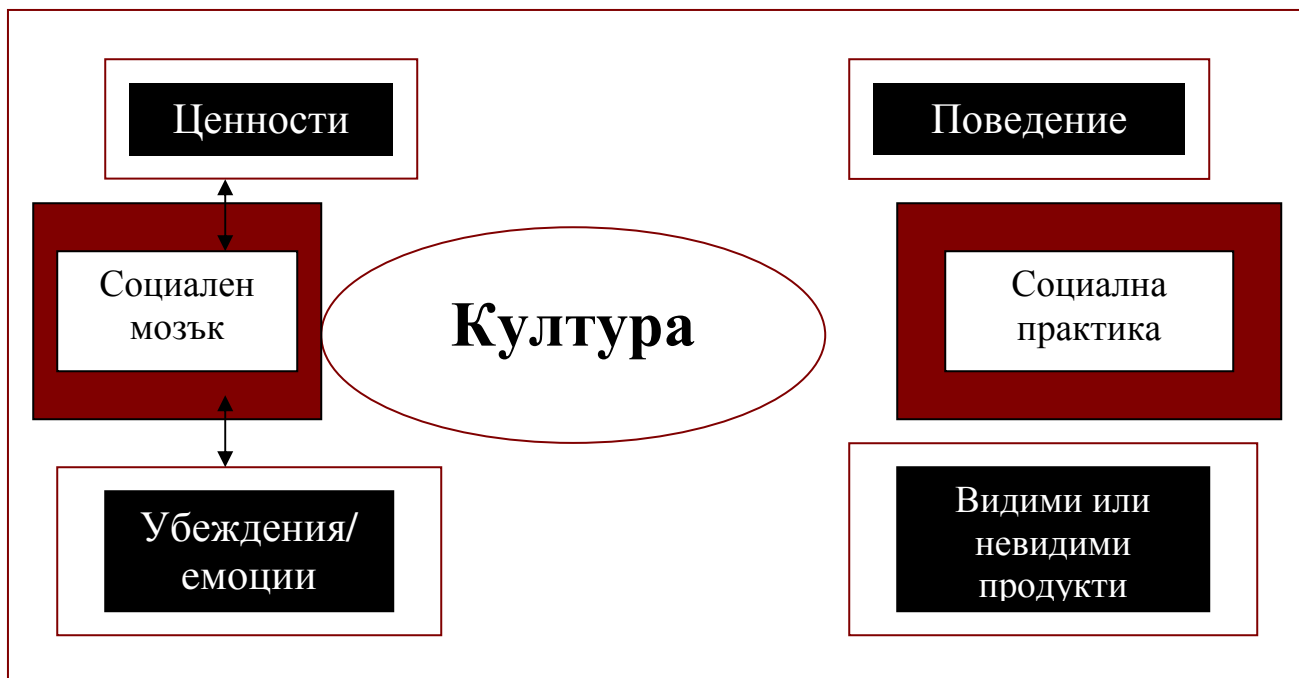 Ценности
Поведение
Социален
мозък
Култура
Социална
практика
Убеждения/
емоции
Видими или
невидими
продукти